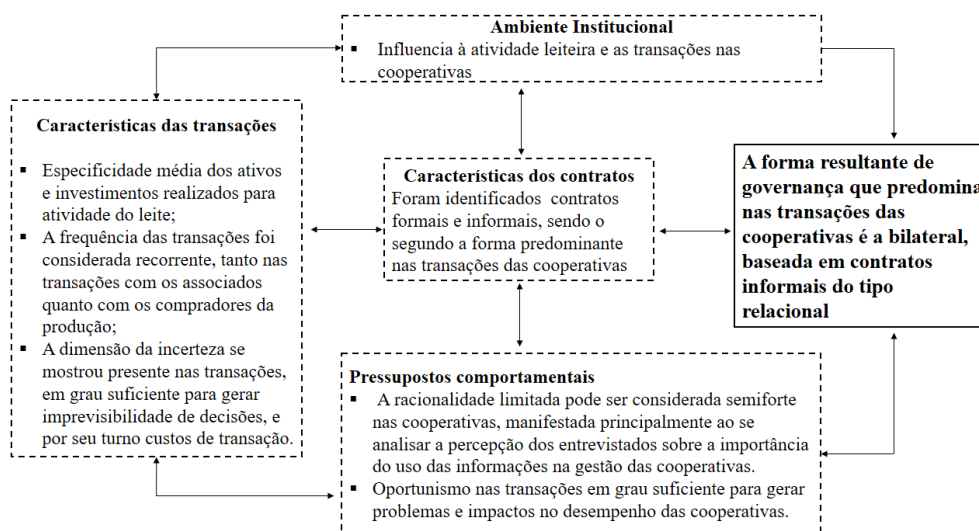 Ambiente Institucional
▪ Influencia à atividade leiteira e as transações nas
cooperativas
Características das transações
▪ Especificidade média dos ativos
e investimentos realizados para
atividade do leite;
▪ A frequência das transações foi
considerada recorrente, tanto nas
transações com os associados
quanto com os compradores da
produção;
▪ A dimensão da incerteza se
mostrou presente nas transações,
em grau suficiente para gerar
imprevisibilidade de decisões, e
por seu turno custos de transação.
Características dos contratos
Foram identificados contratos
formais e informais, sendo o
segundo a forma predominante
nas transações das cooperativas
A forma resultante de
governança que predomina
nas transações das
cooperativas é a bilateral,
baseada em contratos
informais do tipo
relacional
Pressupostos comportamentais
▪ A racionalidade limitada pode ser considerada semiforte
nas cooperativas, manifestada principalmente ao se
analisar a percepção dos entrevistados sobre a importância
do uso das informações na gestão das cooperativas.
▪ Oportunismo nas transações em grau suficiente para gerar
problemas e impactos no desempenho das cooperativas.